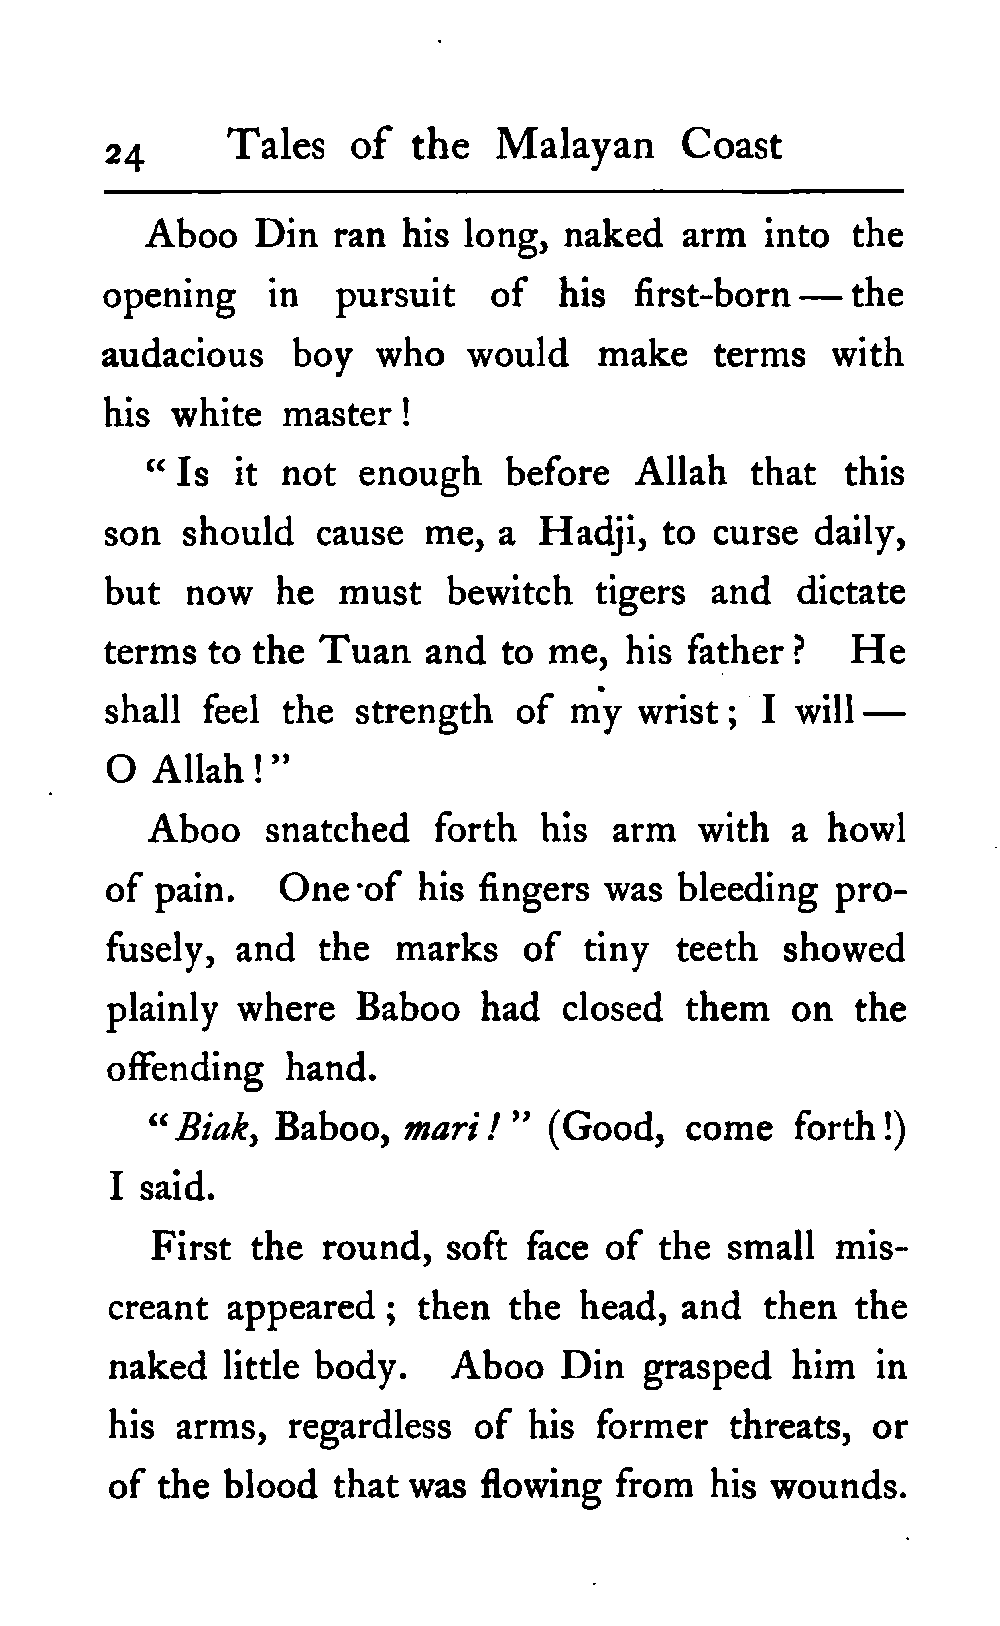 24 Tales of the Malayan Coast
Aboo Din ran his long, naked arm into the
opening in pursuit of his first-born — the
audacious boy who would make terms with
his white master !
“ Is it not enough before Allah that this
son should cause me, a Hadji, to curse daily,
but now he must bewitch tigers and dictate
terms to the Tuan and to me, his father ? He
shall feel the strength of my wrist ; I will —
O Allah ! ”
Aboo snatched forth his arm with a howl
of pain. One of his fingers was bleeding pro-
fusely, and the marks of tiny teeth showed
plainly where Baboo had closed them on the
offending hand.
“ Biak, Baboo, mari ! ” (Good, come forth !)
I said.
First the round, soft face of the small mis-
creant appeared ; then the head, and then the
naked little body. Aboo Din grasped him in
his arms, regardless of his former threats, or
of the blood that was flowing from his wounds.